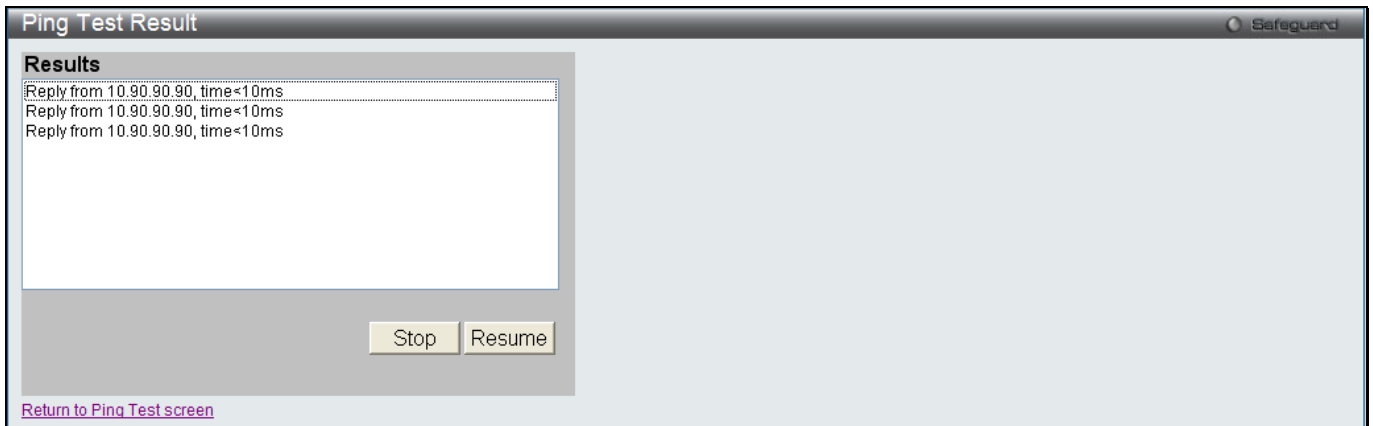 Ping Test Result
Safeguard
Results
Reply from 10.90.90.90, time<10ms
Reply from 10.90.90.90, time<10ms
Reply from 10.90.90.90, time<10ms
Stop
Resume
Return to Ping Test screen